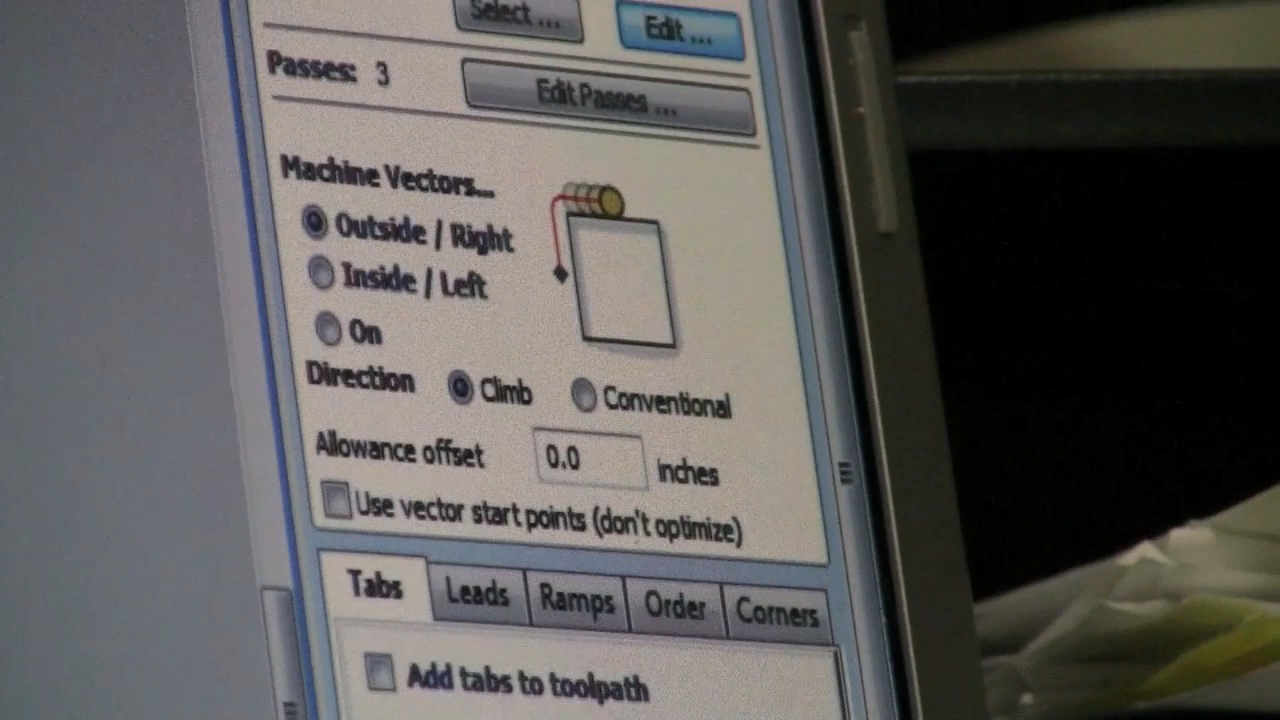 Select ... Edit ...
Passes: 3 Edit Passes ...
Machine Vectors...
Outside / Right
Inside / Left
On
Direction Climb Conventional
Allowance offset 0.0 inches
Use vector start points (don't optimize)
Tabs Leads Ramps Order Corners
Add tabs to toolpath